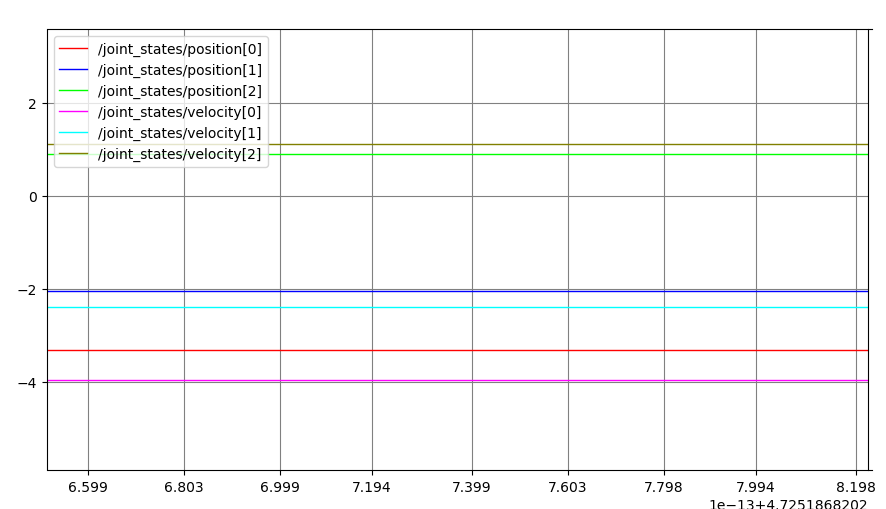 /joint_states/position[0]
/joint_states/position[1]
/joint_states/position[2]
/joint_states/velocity[0]
/joint_states/velocity[1]
/joint_states/velocity[2]
2
0
−2
−4
6.599 6.803 6.999 7.194 7.399 7.603 7.798 7.994 8.198
1e−13+4.7251868202